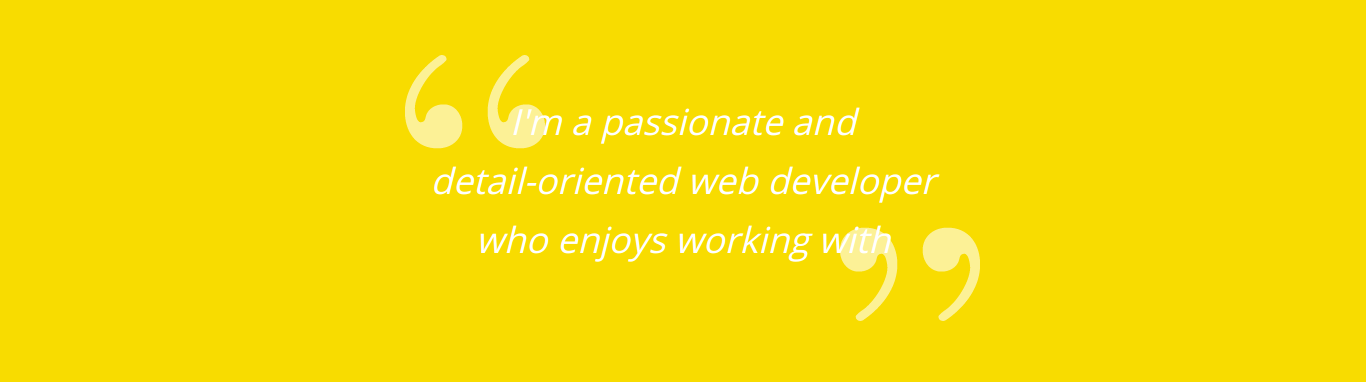 “
I'm a passionate and
detail-oriented web developer
who enjoys working with
”